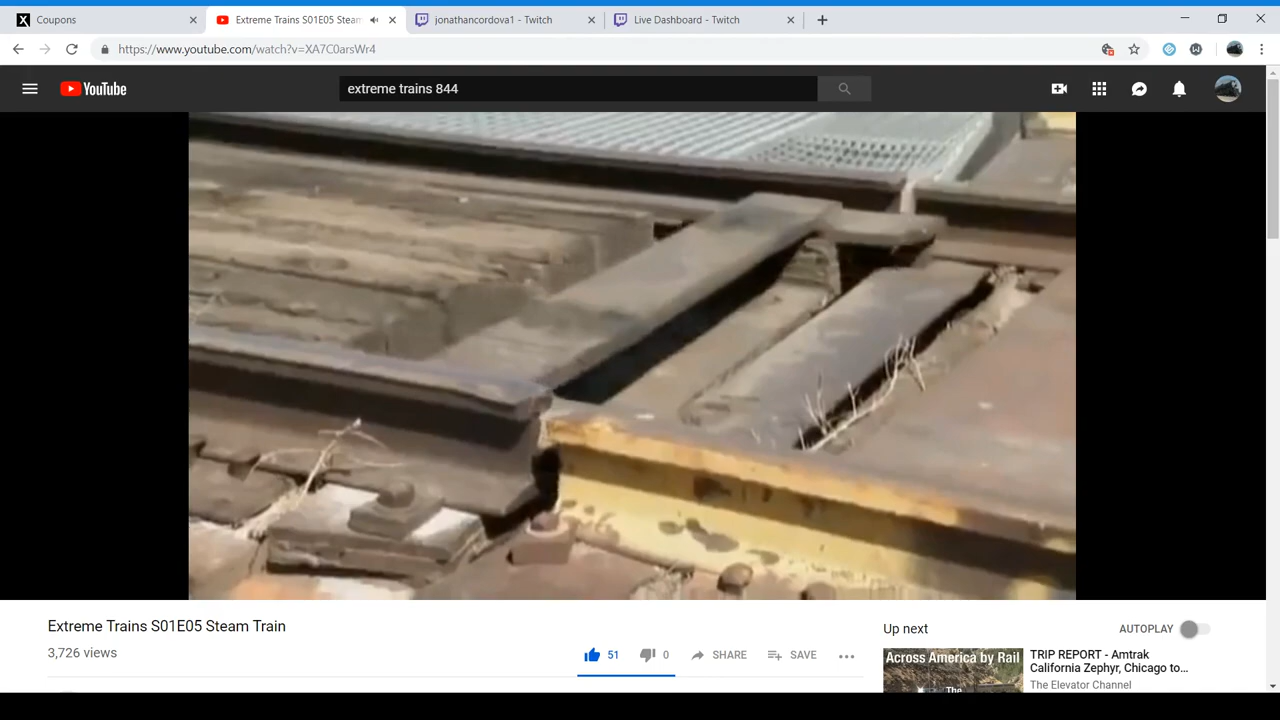 Coupons
Extreme Trains S01E05 Steam
jonathancordova1 - Twitch
Live Dashboard - Twitch
https://www.youtube.com/watch?v=XA7C0arsWr4
YouTube
extreme trains 844
Extreme Trains S01E05 Steam Train
3,726 views
51
0
SHARE
SAVE
Up next
AUTOPLAY
Across America by Rail
The
TRIP REPORT - Amtrak
California Zephyr, Chicago to...
The Elevator Channel